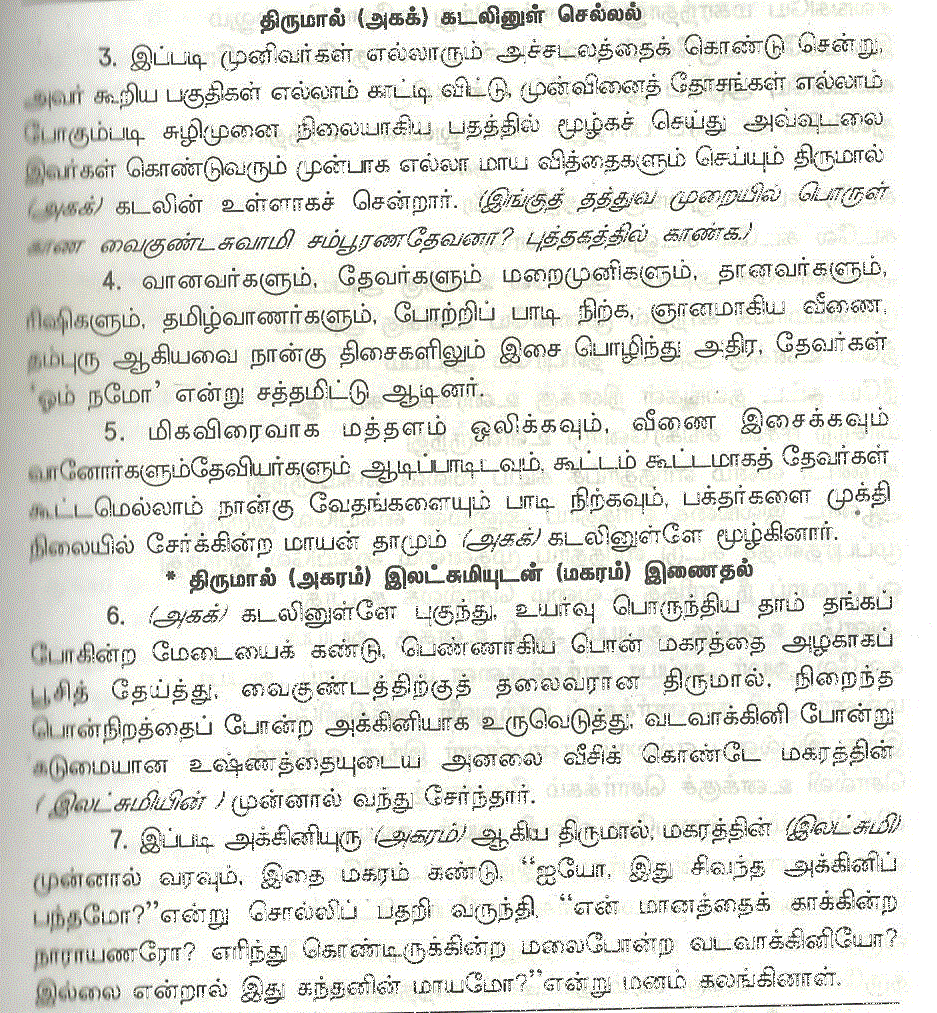 திருமால் (அகக்) கடலினுள் செல்லல்
3. இப்படி முனிவர்கள் எல்லாரும் அச்சடலத்தைக் கொண்டு சென்று,
அவர் கூறிய பகுதிகள் எல்லாம் காட்டி விட்டு, முன்வினைத் தோசங்கள் எல்லாம்
போகும்படி சுழிமுனை நிலையாகிய பதத்தில் மூழ்கச் செய்து அவ்வுடலை
இவர்கள் கொண்டுவரும் முன்பாக எல்லா மாய வித்தைகளும் செய்யும் திருமால்
(அகக்) கடலின் உள்ளாகச் சென்றார். (இங்குத் தத்துவ முறையில் பொருள்
காண வைகுண்டசுவாமி சம்பூரணதேவனா? புத்தகத்தில் காண்க.)
4. வானவர்களும், தேவர்களும் மறைமுனிகளும், தானவர்களும்,
ரிஷிகளும், தமிழ்வாணர்களும், போற்றிப் பாடி நிற்க, ஞானமாகிய வீணை,
தம்புரு ஆகியவை நான்கு திசைகளிலும் இசை பொழிந்து அதிர, தேவர்கள்
‘ஓம் நமோ’ என்று சத்தமிட்டு ஆடினர்.
5. மிகவிரைவாக மத்தளம் ஒலிக்கவும், வீணை இசைக்கவும்
வானோர்களும்தேவியர்களும் ஆடிப்பாடிடவும், கூட்டம் கூட்டமாகத் தேவர்கள்
கூட்டமெல்லாம் நான்கு வேதங்களையும் பாடி நிற்கவும், பக்தர்களை முக்தி
நிலையில் சேர்க்கின்ற மாயன் தாமும் (அகக்) கடலினுள்ளே மூழ்கினார்.
* திருமால் (அகரம்) இலட்சுமியுடன் (மகரம்) இணைதல்
6. (அகக்) கடலினுள்ளே புகுந்து, உயர்வு பொருந்திய தாம் தங்கப்
போகின்ற மேடையைக் கண்டு, பெண்ணாகிய பொன் மகரத்தை அழகாகப்
பூசித் தேய்த்து, வைகுண்டத்திற்குத் தலைவரான திருமால், நிறைந்த
பொன்நிறத்தைப் போன்ற அக்கினியாக உருவெடுத்து, வடவாக்கினி போன்று
கடுமையான உஷ்ணத்தையுடைய அனலை வீசிக் கொண்டே மகரத்தின்
( இலட்சுமியின் ) முன்னால் வந்து சேர்ந்தார்.
7. இப்படி அக்கினியுரு (அகரம்) ஆகிய திருமால், மகரத்தின் (இலட்சுமி)
முன்னால் வரவும், இதை மகரம் கண்டு, “ஐயோ, இது சிவந்த அக்கினிப்
பந்தமோ?”என்று சொல்லிப் பதறி வருந்தி, “என் மானத்தைக் காக்கின்ற
நாராயணரோ? எரிந்து கொண்டிருக்கின்ற மலைபோன்ற வடவாக்கினியோ?
இல்லை என்றால் இது கந்தனின் மாயமோ?”என்று மனம் கலங்கினாள்.